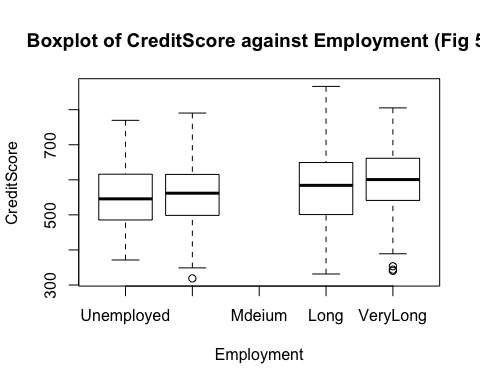 Boxplot of CreditScore against Employment (Fig 5
CreditScore
700
500
300
Unemployed Mdeium Long VeryLong
Employment